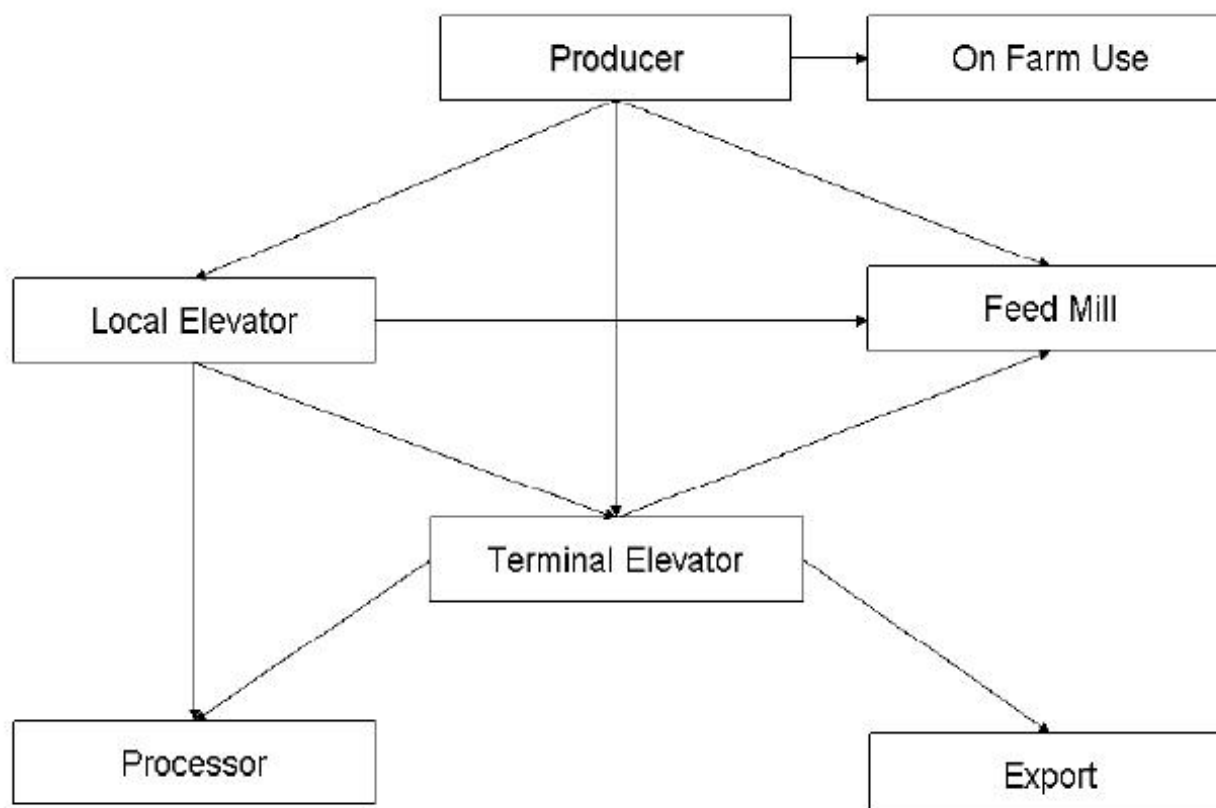 Producer
On Farm Use
Local Elevator
Feed Mill
Terminal Elevator
Processor
Export